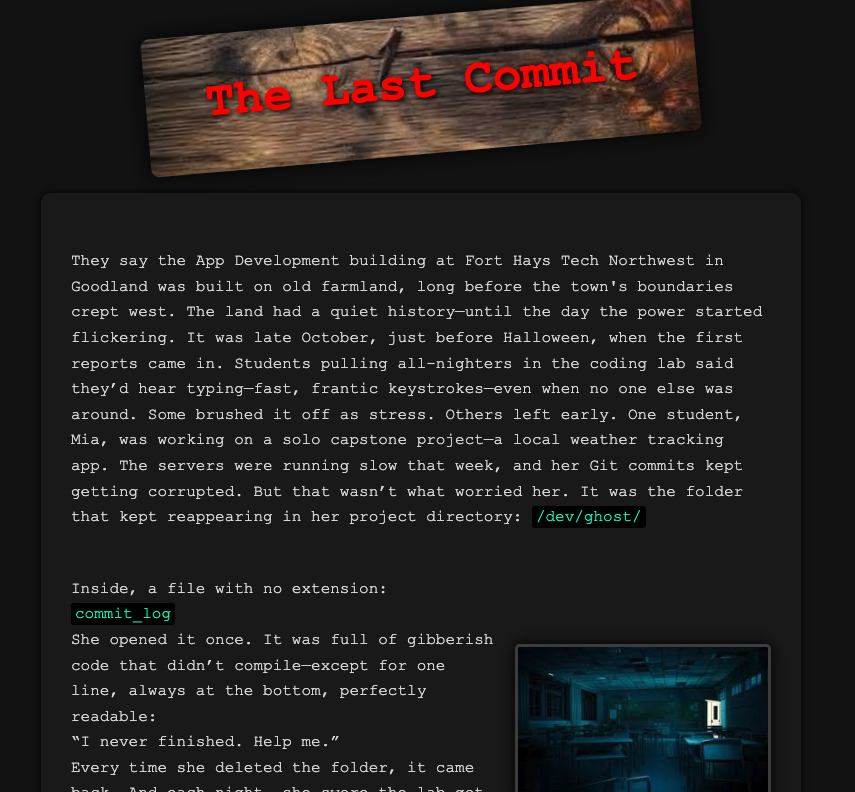 The Last Commit
They say the App Development building at Fort Hays Tech Northwest in
Goodland was built on old farmland, long before the town's boundaries
crept west. The land had a quiet history—until the day the power started
flickering. It was late October, just before Halloween, when the first
reports came in. Students pulling all-nighters in the coding lab said
they’d hear typing—fast, frantic keystrokes—even when no one else was
around. Some brushed it off as stress. Others left early. One student,
Mia, was working on a solo capstone project—a local weather tracking
app. The servers were running slow that week, and her Git commits kept
getting corrupted. But that wasn’t what worried her. It was the folder
that kept reappearing in her project directory: /dev/ghost/
Inside, a file with no extension:
commit_log
She opened it once. It was full of gibberish
code that didn’t compile—except for one
line, always at the bottom, perfectly
readable:
“I never finished. Help me.”
Every time she deleted the folder, it came
back. And each night, she swore the lab got